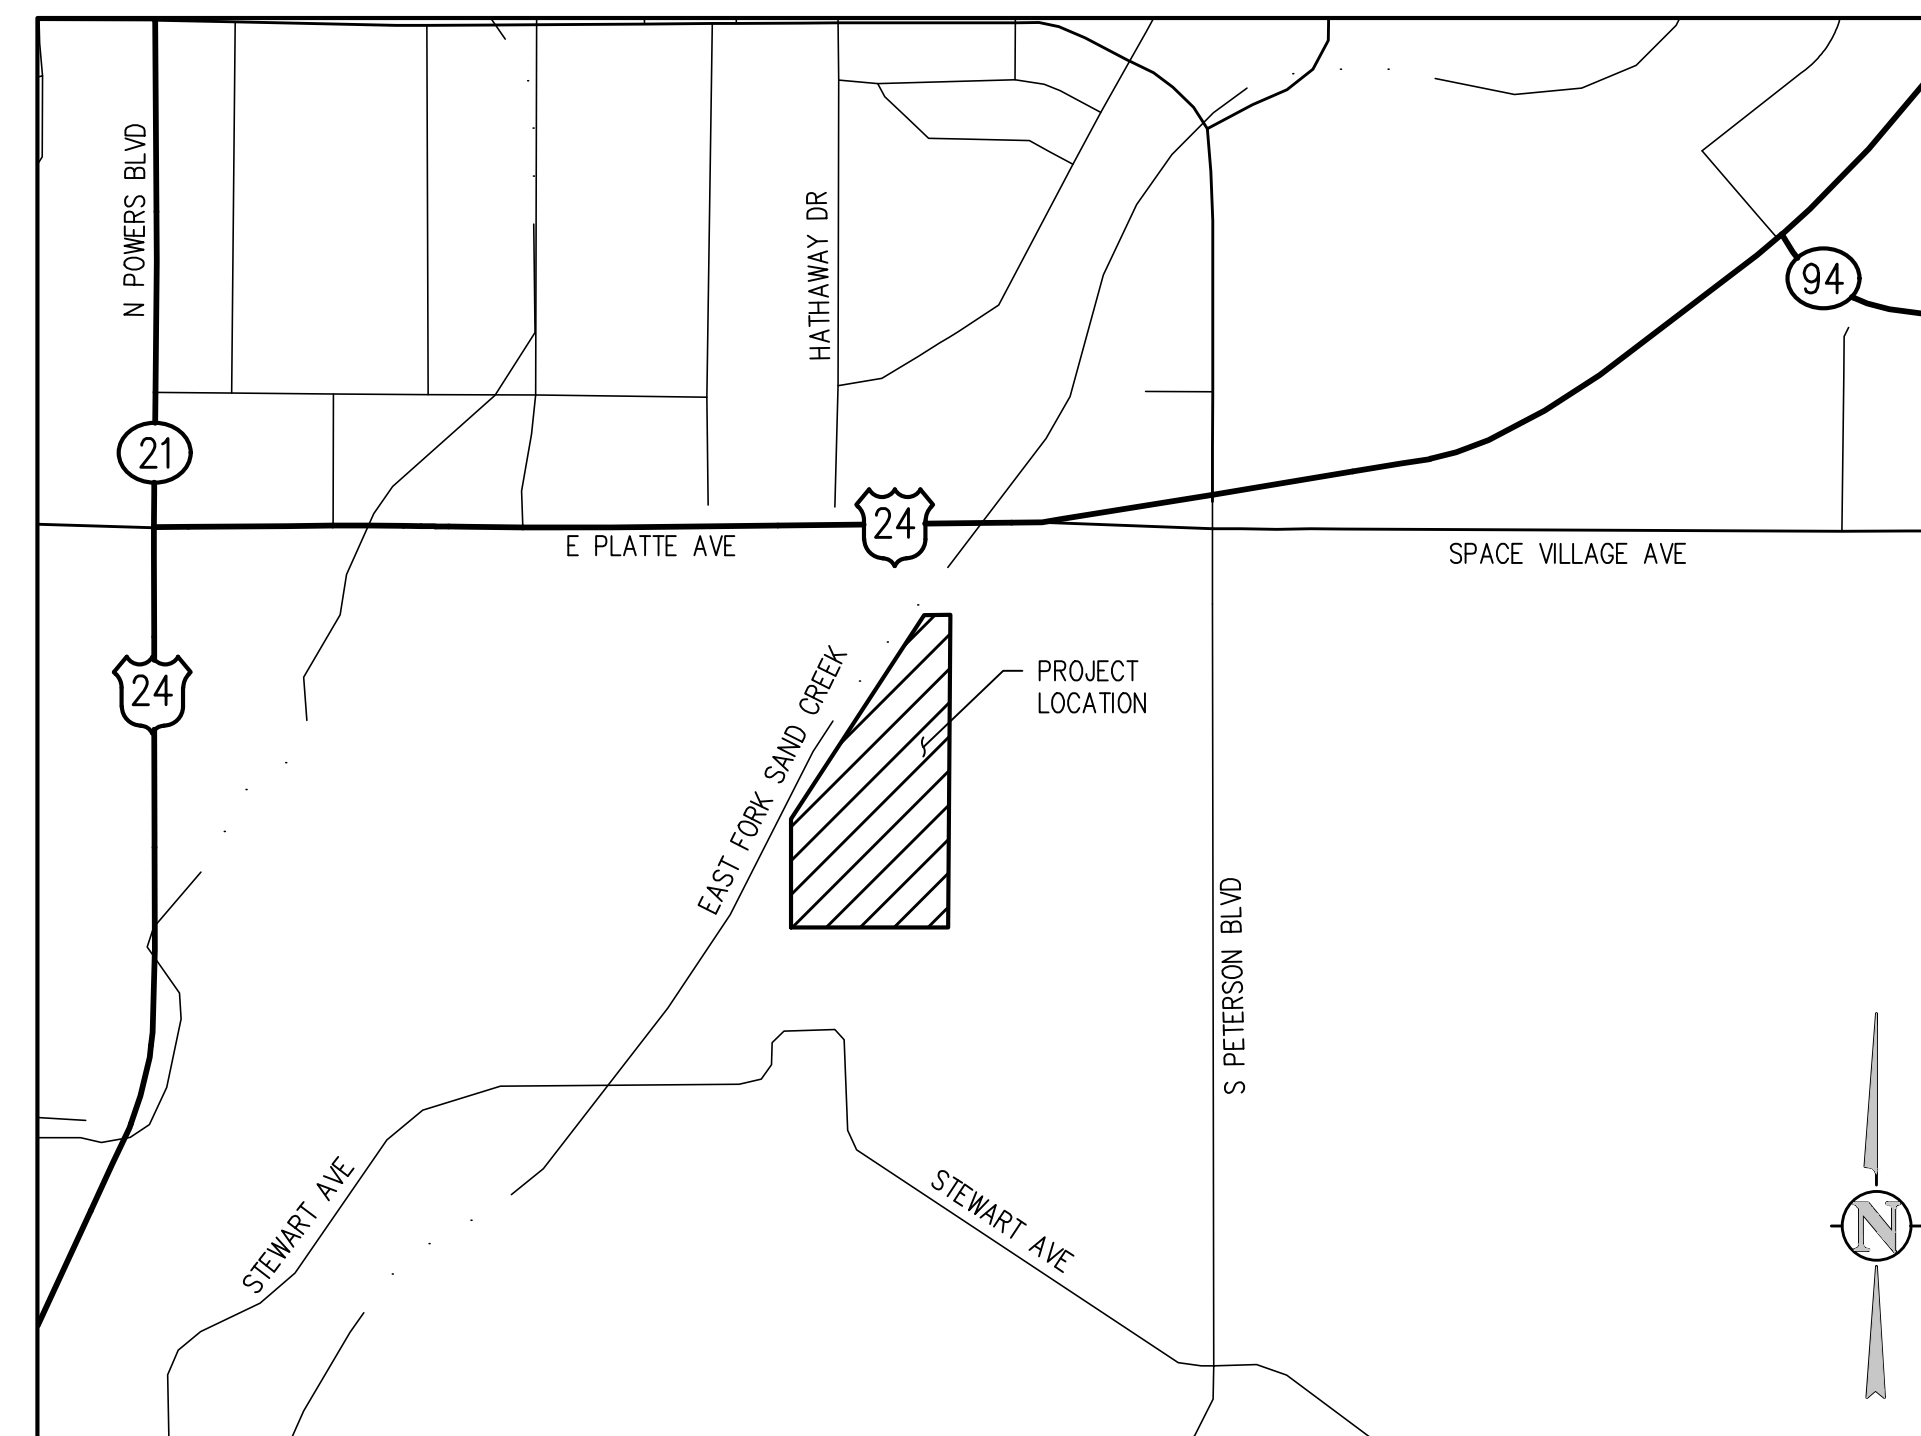 N POWERS BLVD
HATHAWAY DR
94
21
24
E PLATTE AVE
SPACE VILLAGE AVE
24
PROJECT
LOCATION
EAST FORK SAND CREEK
S PETERSON BLVD
STEWART AVE
STEWART AVE
N